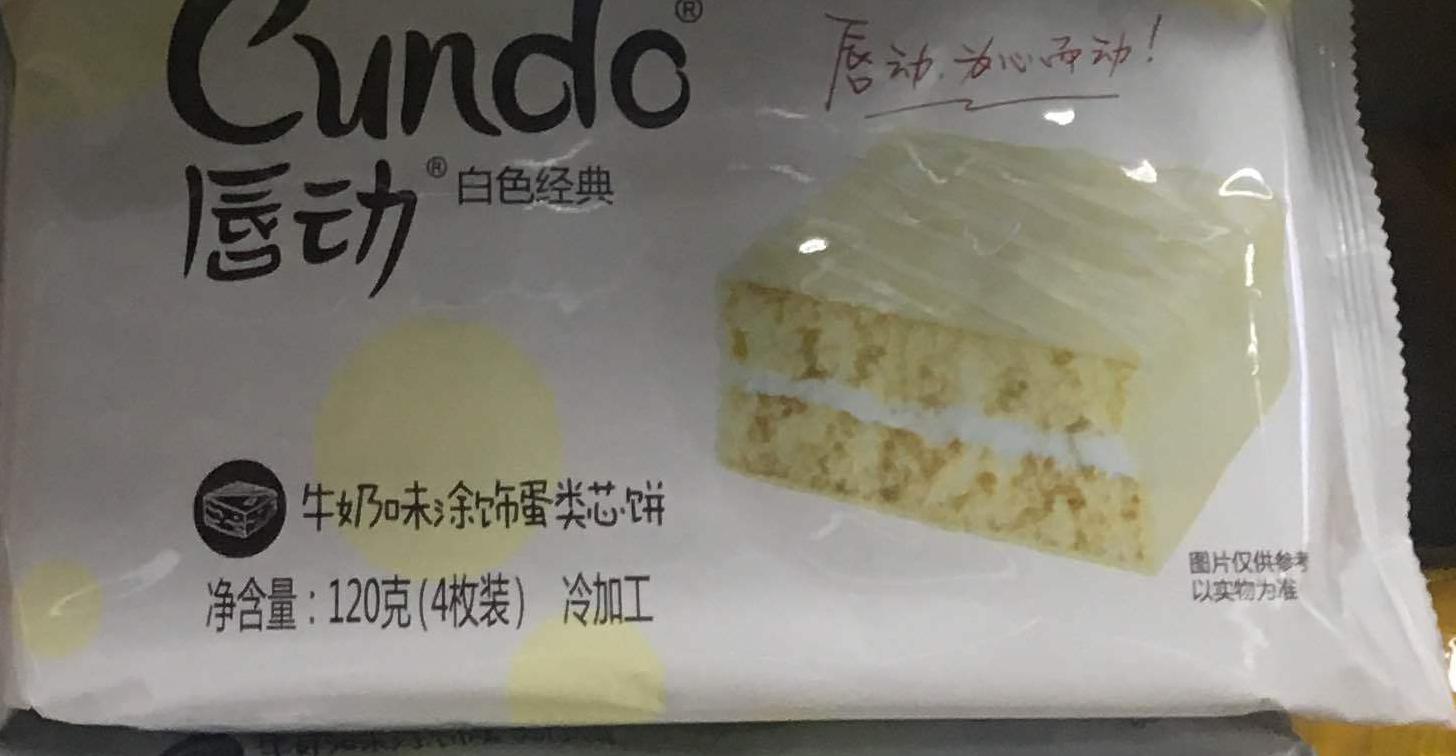 Cundo®
唇动，为心而动！
唇动® 白色经典
牛奶味涂饰蛋类芯饼
净含量：120克(4枚装) 冷加工
图片仅供参考
以实物为准